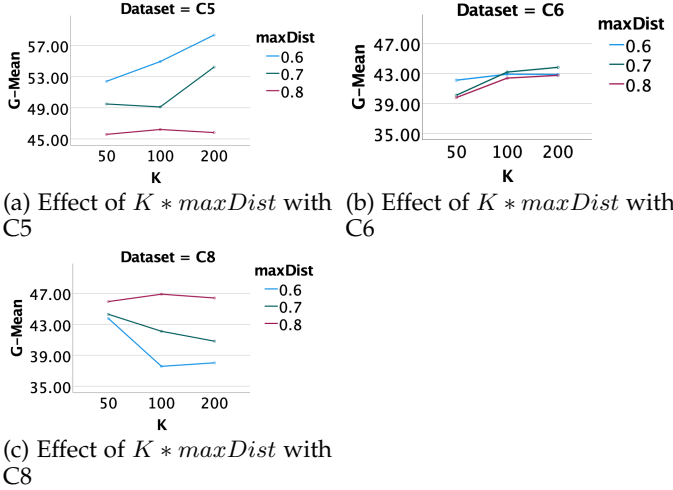 Dataset = C5
maxDist
0.6
0.7
0.8
G-Mean
57.00
53.00
49.00
45.00
50 100 200
K
(a) Effect of K ∗ maxDist with
C5
Dataset = C6
maxDist
0.6
0.7
0.8
G-Mean
47.00
43.00
39.00
35.00
50 100 200
K
(b) Effect of K ∗ maxDist with
C6
Dataset = C8
maxDist
0.6
0.7
0.8
G-Mean
47.00
43.00
39.00
35.00
50 100 200
K
(c) Effect of K ∗ maxDist with
C8